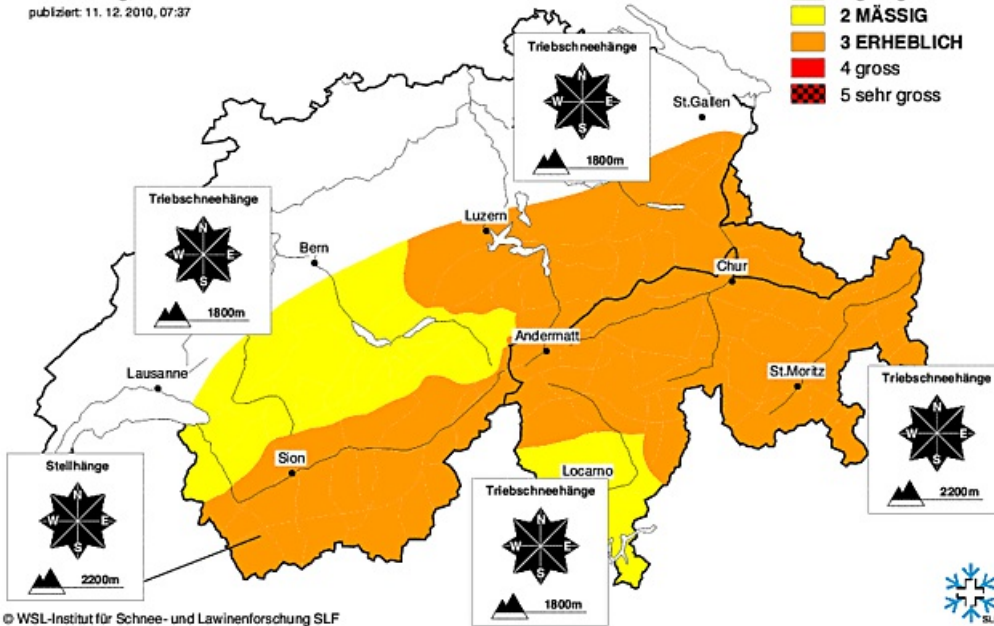 publiziert: 11. 12. 2010, 07:37
2 MÄSSIG
3 ERHEBLICH
4 gross
5 sehr gross
Triebschneehänge
N
W E
S
1800m
St.Gallen
Triebschneehänge
N
W E
S
1800m
Luzern
Bern
Chur
Andermatt
Lausanne
St.Moritz
Triebschneehänge
N
W E
S
2200m
Sion
Locarno
Steilhänge
N
W E
S
2200m
Triebschneehänge
N
W E
S
1800m
© WSL-Institut für Schnee- und Lawinenforschung SLF
SLF